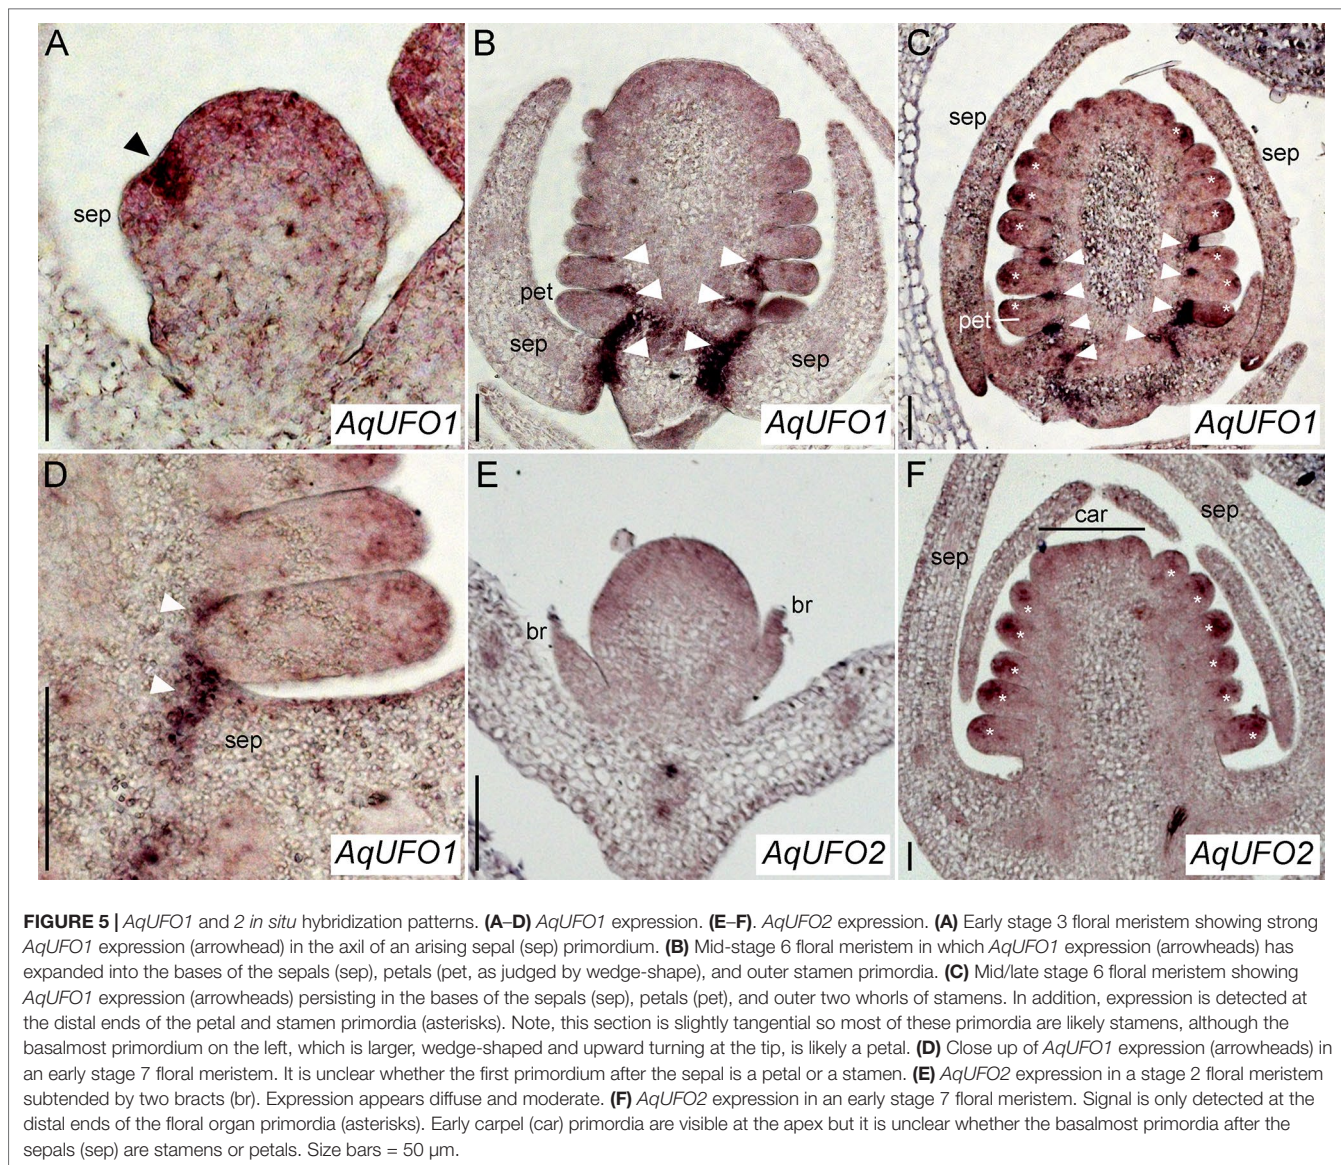 A
sep
AqUFO1
B
pet
sep
sep
AqUFO1
C
sep
sep
pet
AqUFO1
D
sep
AqUFO1
E
br
br
AqUFO2
F
car
sep
sep
AqUFO2
FIGURE 5 | AqUFO1 and 2 in situ hybridization patterns. (A–D) AqUFO1 expression. (E–F). AqUFO2 expression. (A) Early stage 3 floral meristem showing strong
AqUFO1 expression (arrowhead) in the axil of an arising sepal (sep) primordium. (B) Mid-stage 6 floral meristem in which AqUFO1 expression (arrowheads) has
expanded into the bases of the sepals (sep), petals (pet, as judged by wedge-shape), and outer stamen primordia. (C) Mid/late stage 6 floral meristem showing
AqUFO1 expression (arrowheads) persisting in the bases of the sepals (sep), petals (pet), and outer two whorls of stamens. In addition, expression is detected at
the distal ends of the petal and stamen primordia (asterisks). Note, this section is slightly tangential so most of these primordia are likely stamens, although the
basalmost primordium on the left, which is larger, wedge-shaped and upward turning at the tip, is likely a petal. (D) Close up of AqUFO1 expression (arrowheads) in
an early stage 7 floral meristem. It is unclear whether the first primordium after the sepal is a petal or a stamen. (E) AqUFO2 expression in a stage 2 floral meristem
subtended by two bracts (br). Expression appears diffuse and moderate. (F) AqUFO2 expression in an early stage 7 floral meristem. Signal is only detected at the
distal ends of the floral organ primordia (asterisks). Early carpel (car) primordia are visible at the apex but it is unclear whether the basalmost primordia after the
sepals (sep) are stamens or petals. Size bars = 50 µm.